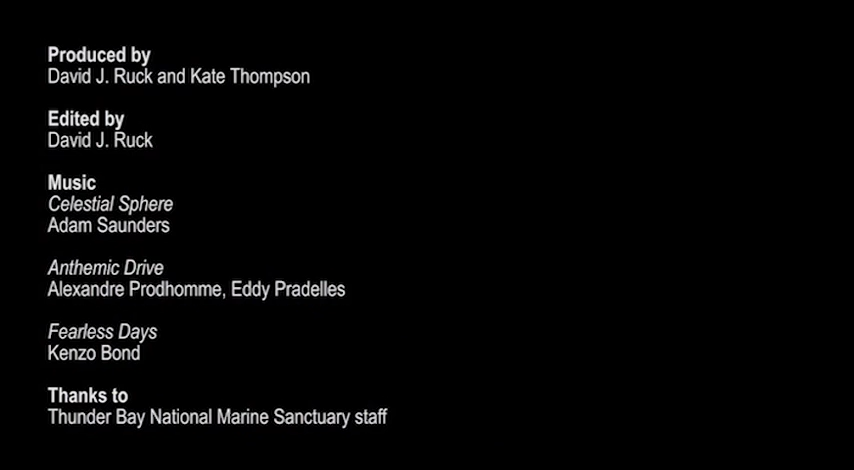 Produced by
David J. Ruck and Kate Thompson
Edited by
David J. Ruck
Music
Celestial Sphere
Adam Saunders
Anthemic Drive
Alexandre Prodhomme, Eddy Pradelles
Fearless Days
Kenzo Bond
Thanks to
Thunder Bay National Marine Sanctuary staff